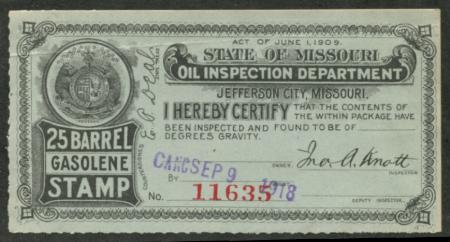 ACT OF JUNE 1, 1909.
STATE OF MISSOURI
OIL INSPECTION DEPARTMENT
JEFFERSON CITY, MISSOURI.
I HEREBY CERTIFY THAT THE CONTENTS OF
THE WITHIN PACKAGE HAVE
BEEN INSPECTED AND FOUND TO BE OF
DEGREES GRAVITY.
25 BARREL
GASOLENE
STAMP
COUNTERSIGNED
OWNER.
Jno. A. Knott
INSPECTOR
CANC SEP 9 1918
BY
No. 11635
DEPUTY INSPECTOR.